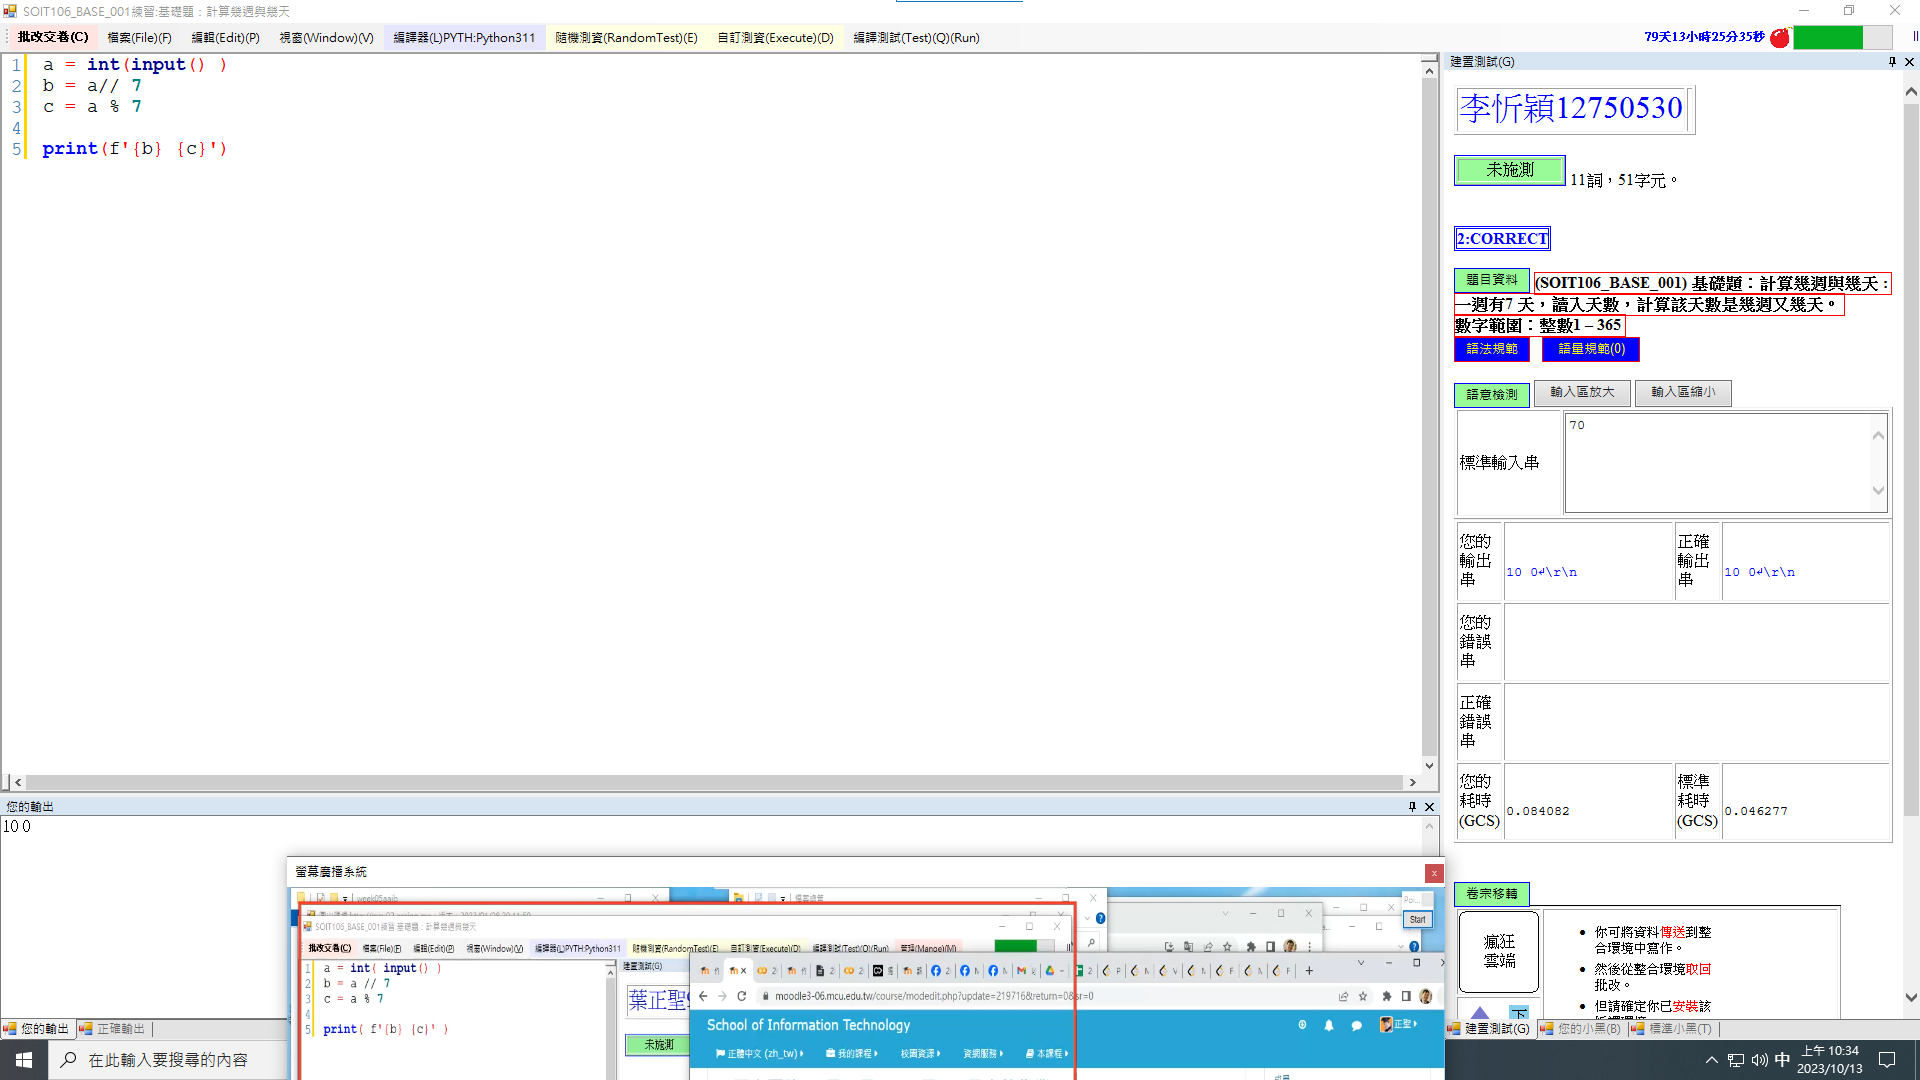 SOIT106_BASE_001練習:基礎題：計算幾週與幾天
批改交卷(C) 檔案(File)(F) 編輯(Edit)(P) 視窗(Window)(V) 編譯器(L)PYTH:Python311 隨機測資(RandomTest)(E) 自訂測資(Execute)(D) 編譯測試(Test)(Q)(Run) 79天13小時25分35秒
1 a = int(input() )
2 b = a// 7
3 c = a % 7
4
5 print(f'{b} {c}')
建置測試(G)
李忻穎12750530
未施測 11詞，51字元。
2:CORRECT
題目資料 (SOIT106_BASE_001) 基礎題：計算幾週與幾天：
一週有7 天，讀入天數，計算該天數是幾週又幾天。
數字範圍：整數1 – 365
語法規範 語量規範(0)
語意檢測 輸入區放大 輸入區縮小
標準輸入串 70
您的輸出串 10 0↲\r\n 正確輸出串 10 0↲\r\n
您的錯誤串
正確錯誤串
您的耗時(GCS) 0.084082 標準耗時(GCS) 0.046277
卷宗移轉
瘋狂雲端
你可將資料傳送到整合環境中寫作。
然後從整合環境取回批改。
但請確定你已安裝該
下
建置測試(G) 您的小黑(B) 標準小黑(T)
您的輸出
10 0
您的輸出 正確輸出
螢幕廣播系統
week05aaib
SOIT106_BASE_001練習:基礎題：計算幾週與幾天
批改交卷(C) 檔案(File)(F) 編輯(Edit)(P) 視窗(Window)(V) 編譯器(L)PYTH:Python311 隨機測資(RandomTest)(E) 自訂測資(Execute)(D) 編譯測試(Test)(Q)(Run) 管理(Mange)(M)
1 a = int( input() )
2 b = a // 7
3 c = a % 7
4
5 print( f'{b} {c}' )
建置測試(G)
葉正聖
未施測
Start
moodle3-06.mcu.edu.tw/course/modedit.php?update=219716&return=0&sr=0
School of Information Technology
正聖
正體中文 (zh_tw) 我的課程 校園資源 資網服務 本課程
在此輸入要搜尋的內容
中
上午 10:34
2023/10/13